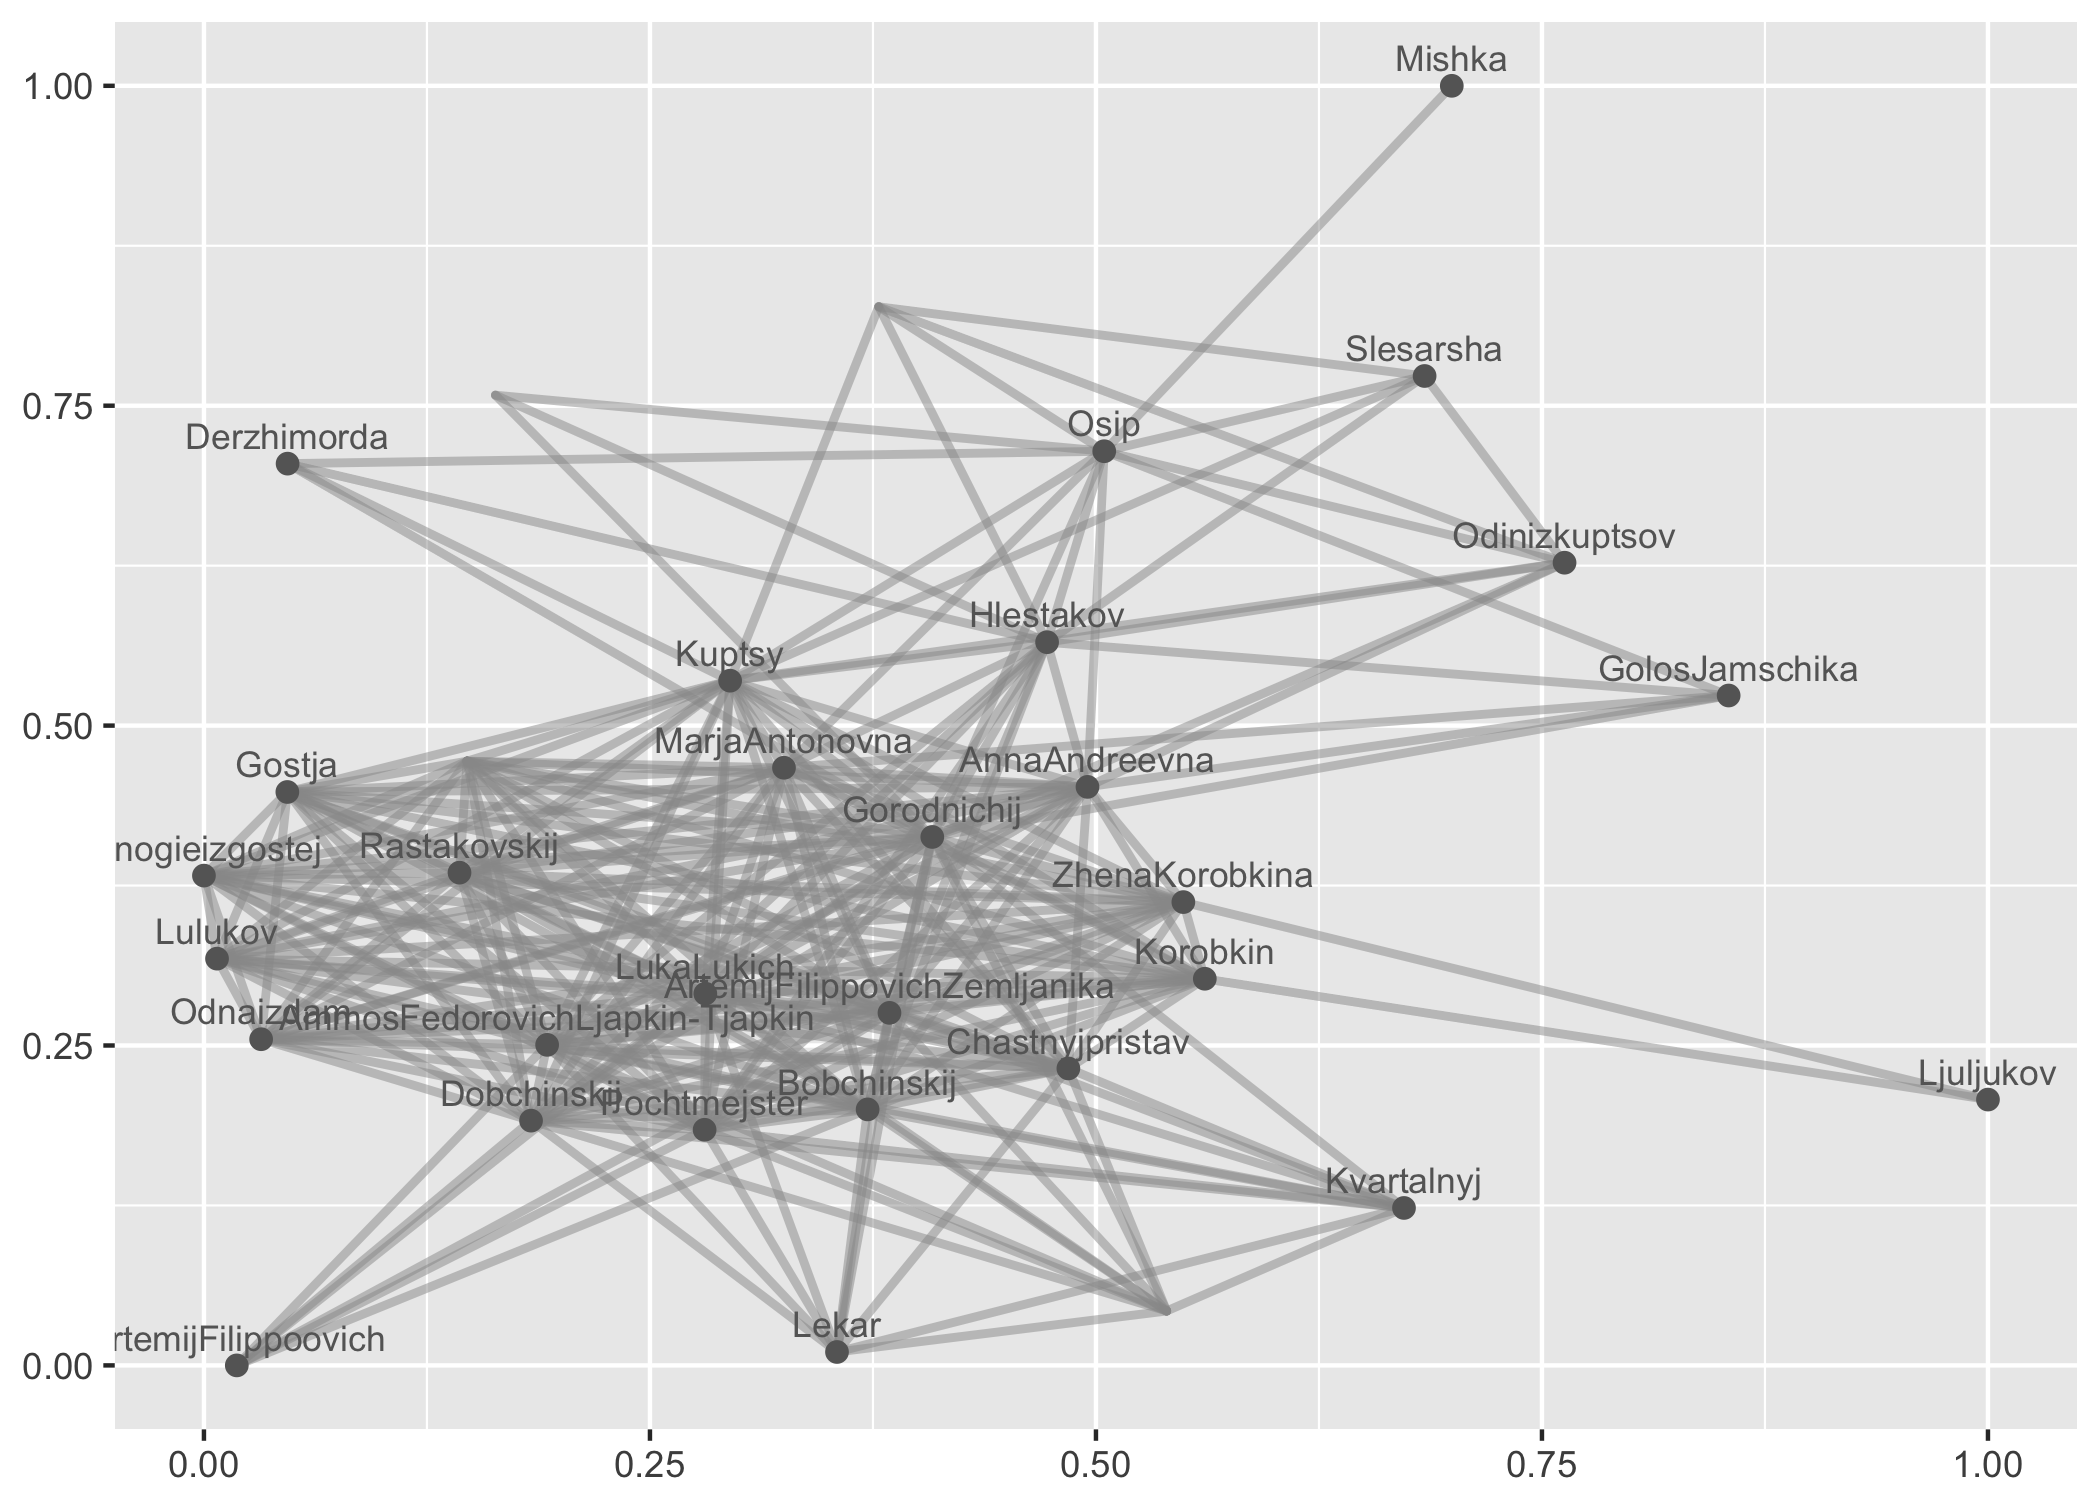 Mishka
1.00
Slesarsha
0.75
Osip
Derzhimorda
Odinizkuptsov
Hlestakov
Kuptsy
GolosJamschika
0.50
MarjaAntonovna
AnnaAndreevna
Gostja
Gorodnichij
Rastakovskij
nogieizgostej
ZhenaKorobkina
Lulukov
Korobkin
LukaLukich
ArtemijFilippovichZemljanika
Odnaizdam
AmmosFedorovichLjapkin-Tjapkin
0.25
Chastnyjpristav
Ljuljukov
Bobchinskij
Dobchinskij
Pochtmejster
Kvartalnyj
Lekar
rtemijFilippoovich
0.00
0.00 0.25 0.50 0.75 1.00